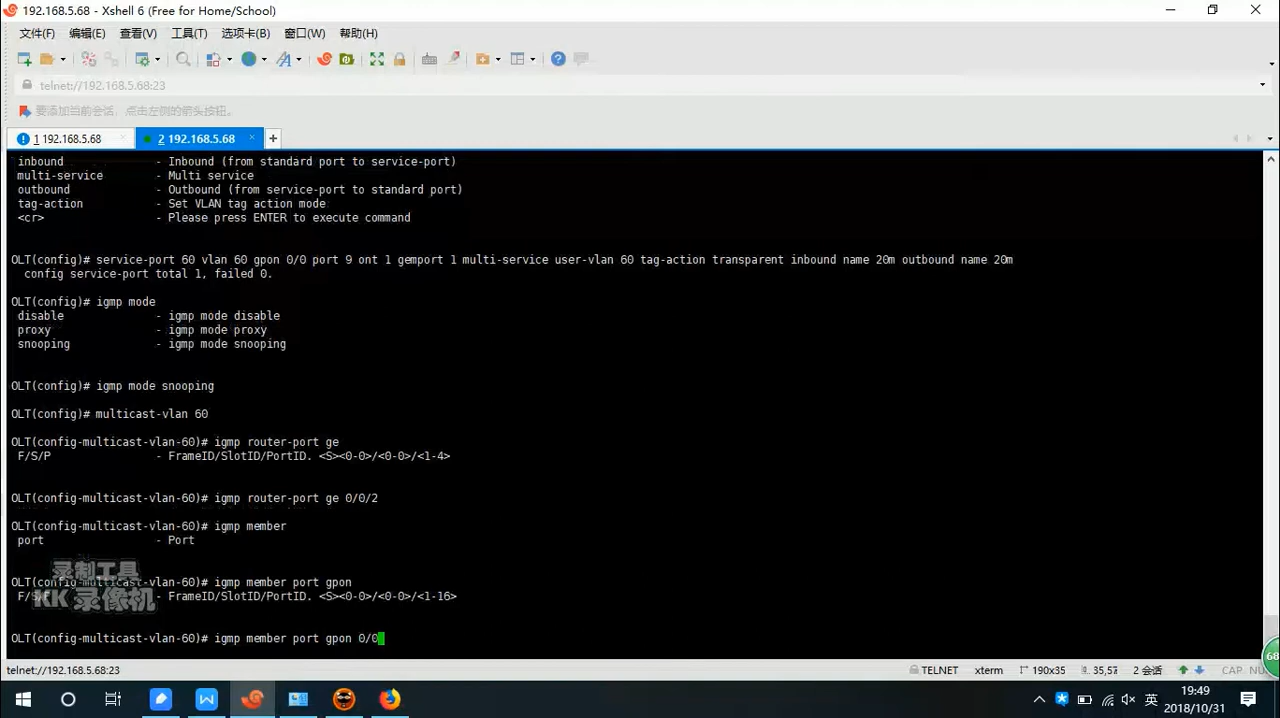 192.168.5.68 - Xshell 6 (Free for Home/School)
文件(F) 编辑(E) 查看(V) 工具(T) 选项卡(B) 窗口(W) 帮助(H)
telnet://192.168.5.68:23
要添加当前会话，点击左侧的箭头按钮。
1 192.168.5.68 2 192.168.5.68
inbound - Inbound (from standard port to service-port)
multi-service - Multi service
outbound - Outbound (from service-port to standard port)
tag-action - Set VLAN tag action mode
<cr> - Please press ENTER to execute command
OLT(config)# service-port 60 vlan 60 gpon 0/0 port 9 ont 1 gemport 1 multi-service user-vlan 60 tag-action transparent inbound name 20m outbound name 20m
config service-port total 1, failed 0.
OLT(config)# igmp mode
disable - igmp mode disable
proxy - igmp mode proxy
snooping - igmp mode snooping
OLT(config)# igmp mode snooping
OLT(config)# multicast-vlan 60
OLT(config-multicast-vlan-60)# igmp router-port ge
F/S/P - FrameID/SlotID/PortID. <S><0-0>/<0-0>/<1-4>
OLT(config-multicast-vlan-60)# igmp router-port ge 0/0/2
OLT(config-multicast-vlan-60)# igmp member
port - Port
录制工具
OLT(config-multicast-vlan-60)# igmp member port gpon
KK 录像机
F/S/P - FrameID/SlotID/PortID. <S><0-0>/<0-0>/<1-16>
OLT(config-multicast-vlan-60)# igmp member port gpon 0/0
68
telnet://192.168.5.68:23 TELNET xterm 190x35 35,57 2 会话 CAP
英 19:49
2018/10/31